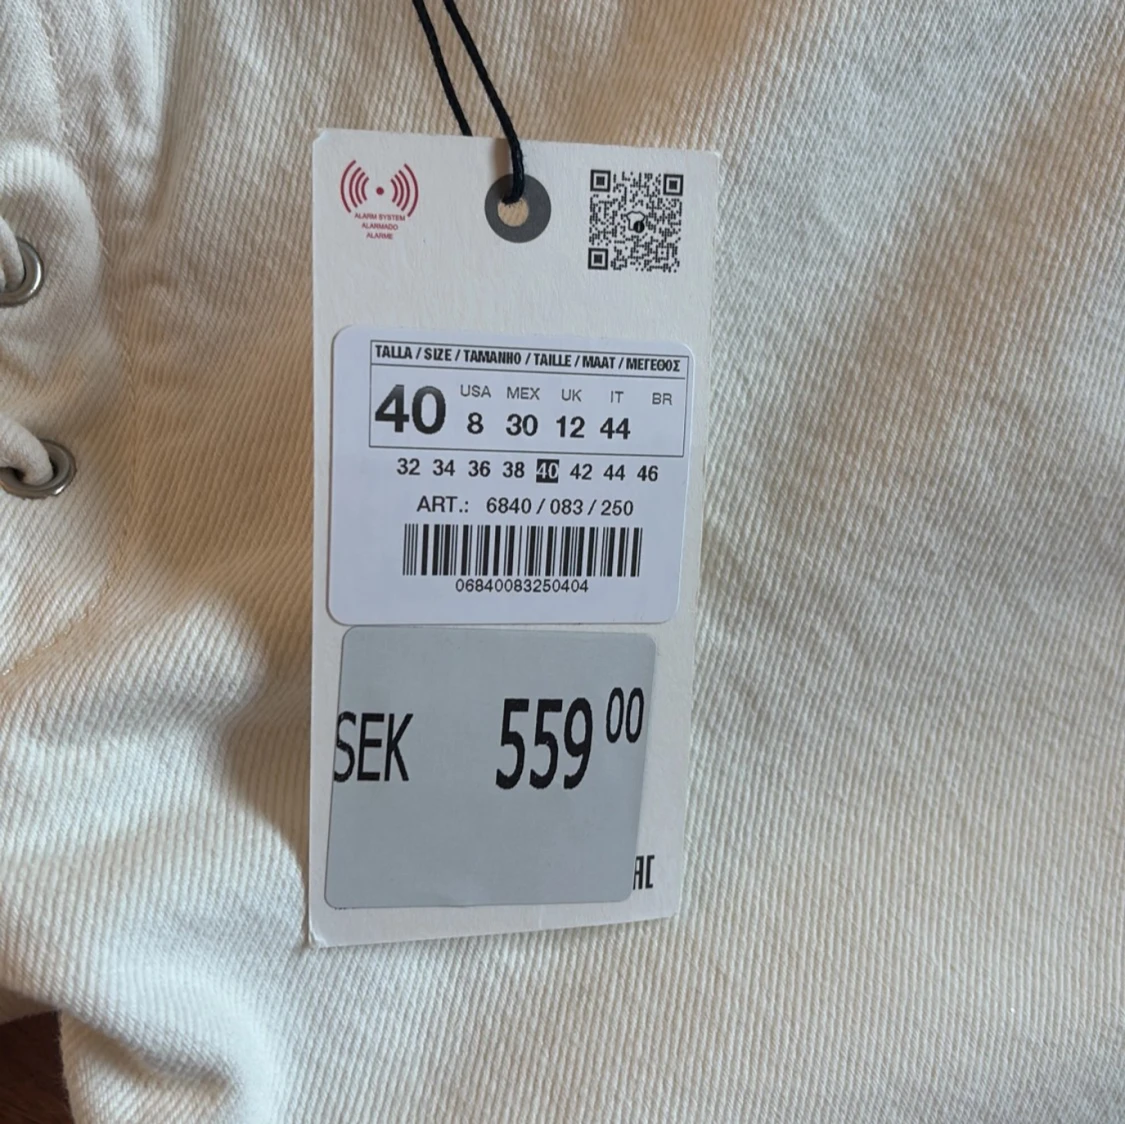 ALARM SYSTEM
ALARMADO
ALARME
TALLA / SIZE / TAMANHO / TAILLE / MAAT / ΜΕΓΕΘΟΣ
40 USA 8 MEX 30 UK 12 IT 44 BR
32 34 36 38 40 42 44 46
ART.: 6840 / 083 / 250
06840083250404
SEK 559 00